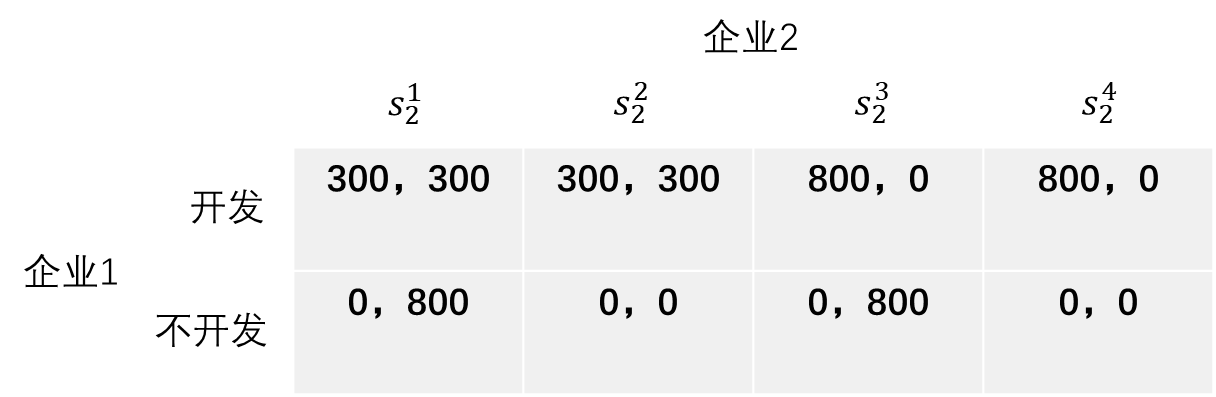 企业2
$s_2^1$ $s_2^2$ $s_2^3$ $s_2^4$
开发 300，300 300，300 800，0 800，0
企业1
不开发 0，800 0，0 0，800 0，0